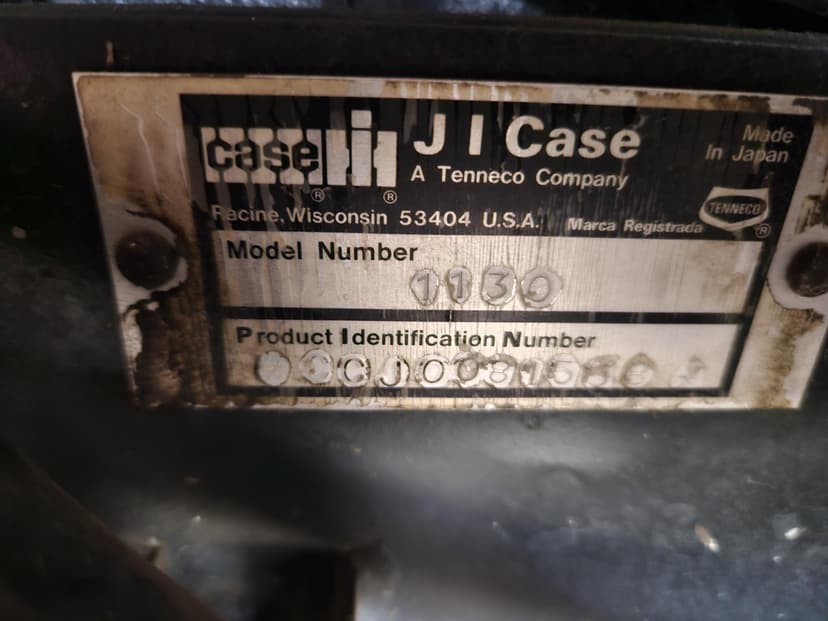 case IH
® ®
J I Case
A Tenneco Company
Made
In Japan
TENNECO
®
Racine, Wisconsin 53404 U.S.A. Marca Registrada
Model Number
1130
Product Identification Number